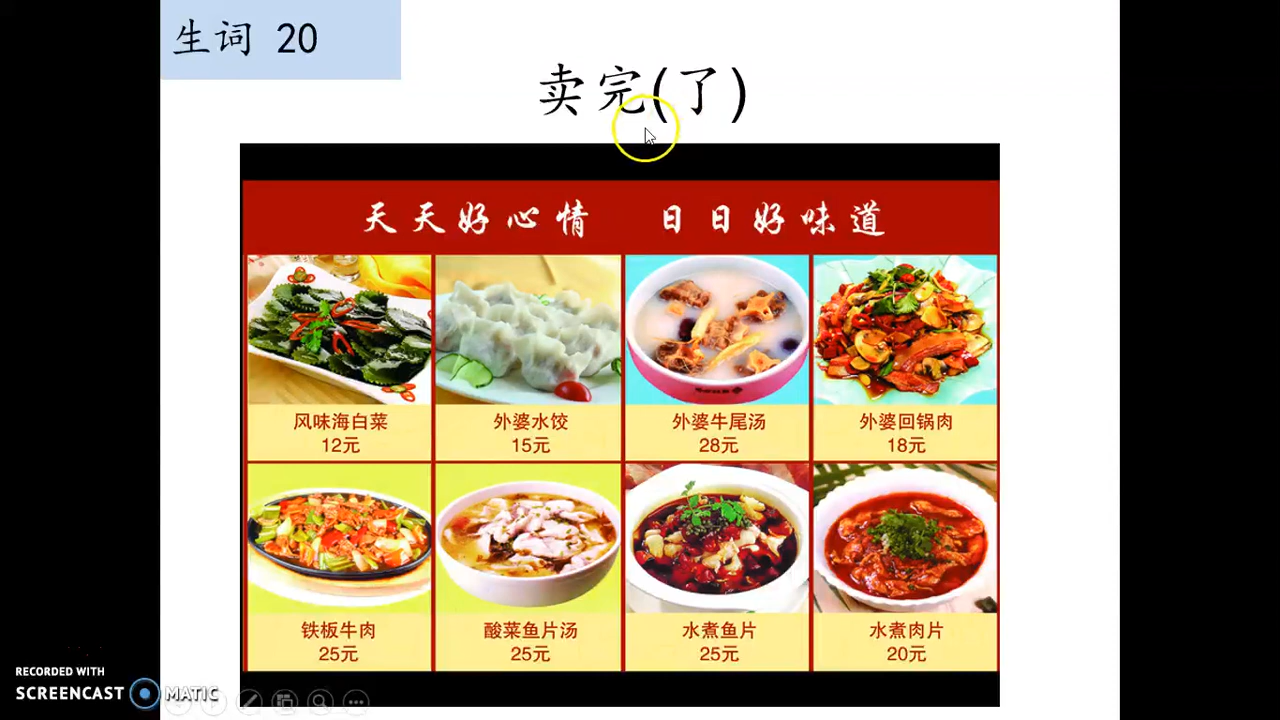 生词 20
卖完(了)
天天好心情 日日好味道
风味海白菜
12元
外婆水饺
15元
外婆牛尾汤
28元
外婆回锅肉
18元
铁板牛肉
25元
酸菜鱼片汤
25元
水煮鱼片
25元
水煮肉片
20元
RECORDED WITH
SCREENCAST MATIC